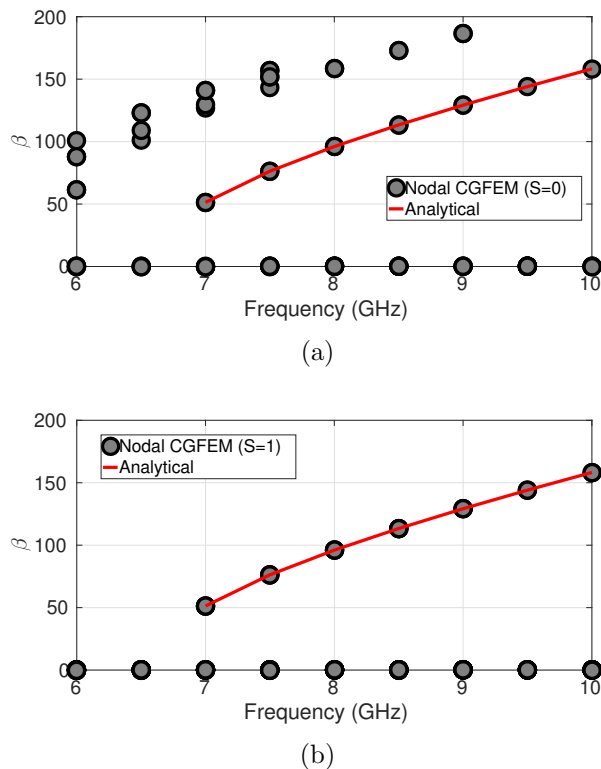 200
150
100
50
0
β
Nodal CGFEM (S=0)
Analytical
6 7 8 9 10
Frequency (GHz)
(a)
200
150
100
50
0
β
Nodal CGFEM (S=1)
Analytical
6 7 8 9 10
Frequency (GHz)
(b)